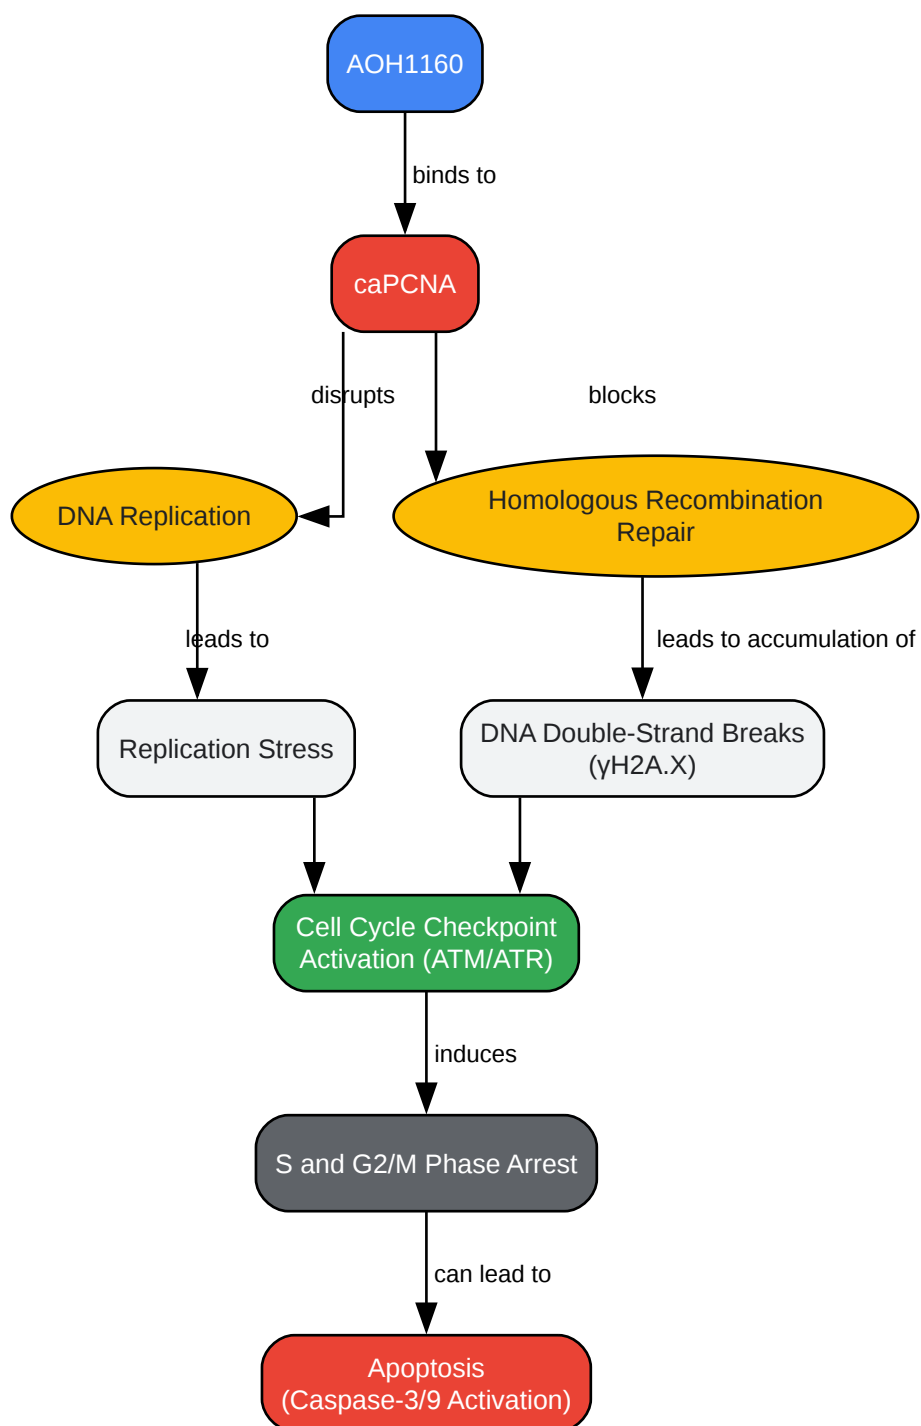 AOH1160
binds to
caPCNA
disrupts
blocks
DNA Replication
Homologous Recombination
Repair
leads to
leads to accumulation of
Replication Stress
DNA Double-Strand Breaks
(γH2A.X)
Cell Cycle Checkpoint
Activation (ATM/ATR)
induces
S and G2/M Phase Arrest
can lead to
Apoptosis
(Caspase-3/9 Activation)